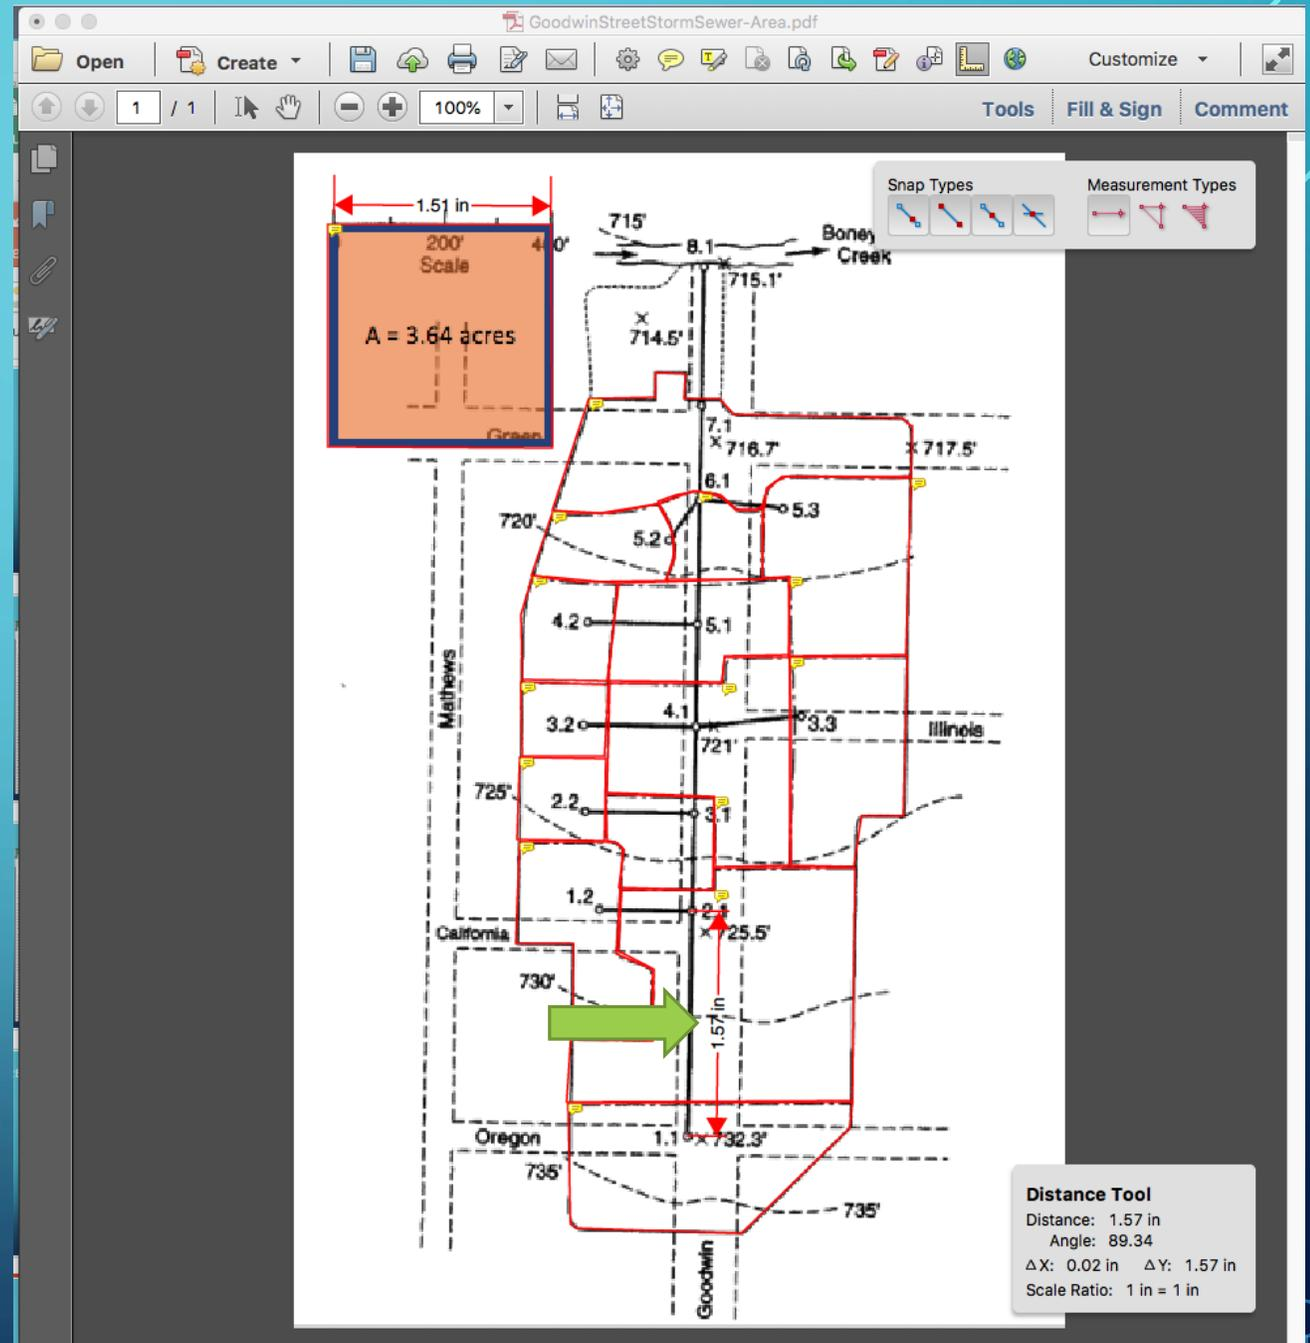 GoodwinStreetStormSewer-Area.pdf
Open
Create
Customize
1 / 1
100%
Tools
Fill & Sign
Comment
Snap Types
Measurement Types
1.51 in
200'
Scale
A = 3.64 acres
715'
8.1
Creek
715.1'
714.5'
Green
7.1
716.7'
717.5'
6.1
5.3
720'
5.2
4.2
5.1
Mathews
4.1
3.2
3.3
721'
Illinois
725'
2.2
3.1
1.2
2.1
725.5'
California
730'
1.57 in
Oregon
1.1
732.3'
735'
735'
Goodwin
Distance Tool
Distance: 1.57 in
Angle: 89.34
ΔX: 0.02 in ΔY: 1.57 in
Scale Ratio: 1 in = 1 in